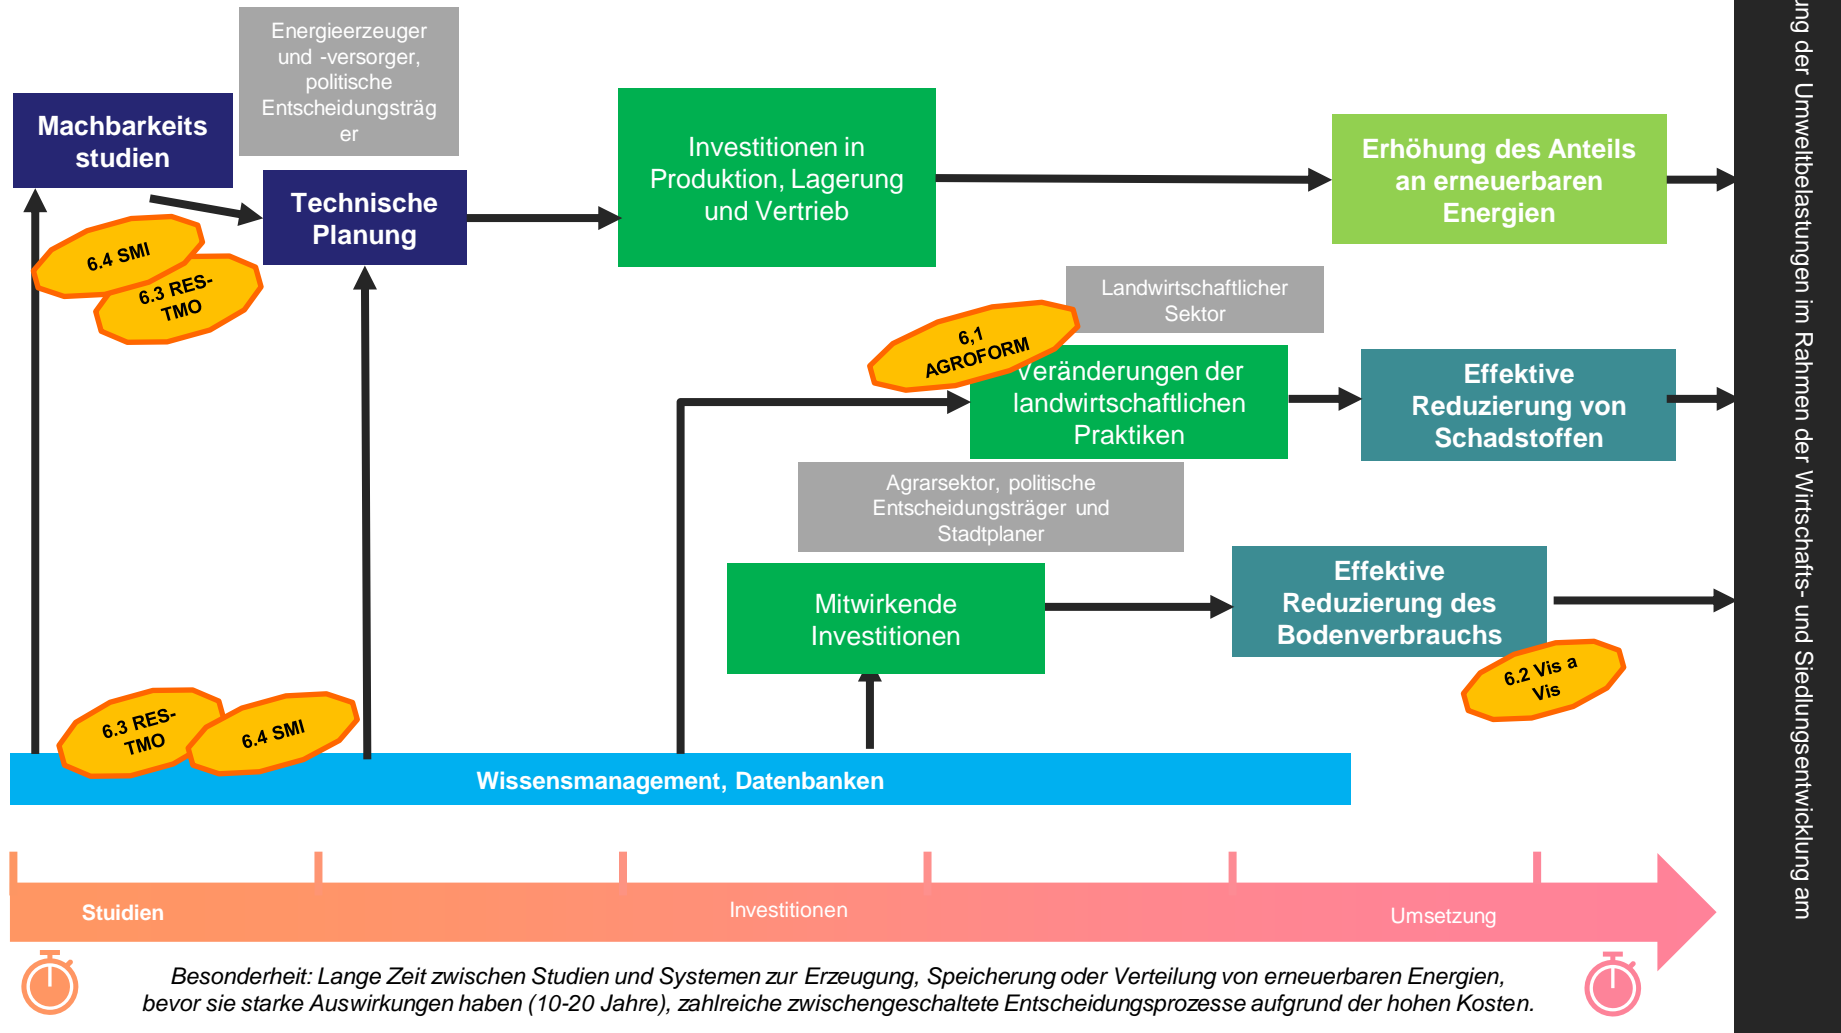 Energieerzeuger
und -versorger,
politische
Entscheidungsträg
er
Machbarkeits
studien
Technische
Planung
Investitionen in
Produktion, Lagerung
und Vertrieb
Erhöhung des Anteils
an erneuerbaren
Energien
6.4 SMI
6.3 RES-
TMO
Landwirtschaftlicher
Sektor
6,1
AGROFORM
Veränderungen der
landwirtschaftlichen
Praktiken
Effektive
Reduzierung von
Schadstoffen
Agrarsektor, politische
Entscheidungsträger und
Stadtplaner
Mitwirkende
Investitionen
Effektive
Reduzierung des
Bodenverbrauchs
6.2 Vis a
Vis
6.3 RES-
TMO
6.4 SMI
Wissensmanagement, Datenbanken
Stuidien
Investitionen
Umsetzung
Besonderheit: Lange Zeit zwischen Studien und Systemen zur Erzeugung, Speicherung oder Verteilung von erneuerbaren Energien,
bevor sie starke Auswirkungen haben (10-20 Jahre), zahlreiche zwischengeschaltete Entscheidungsprozesse aufgrund der hohen Kosten.
der Umweltbelastungen im Rahmen der Wirtschafts- und Siedlungsentwicklung am